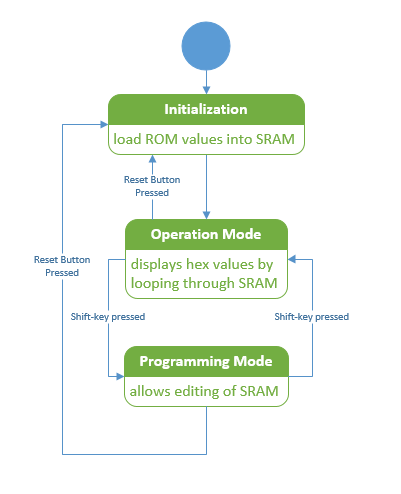 Initialization
load ROM values into SRAM
Reset Button
Pressed
Operation Mode
displays hex values by
looping through SRAM
Reset Button
Pressed
Shift-key pressed
Shift-key pressed
Programming Mode
allows editing of SRAM